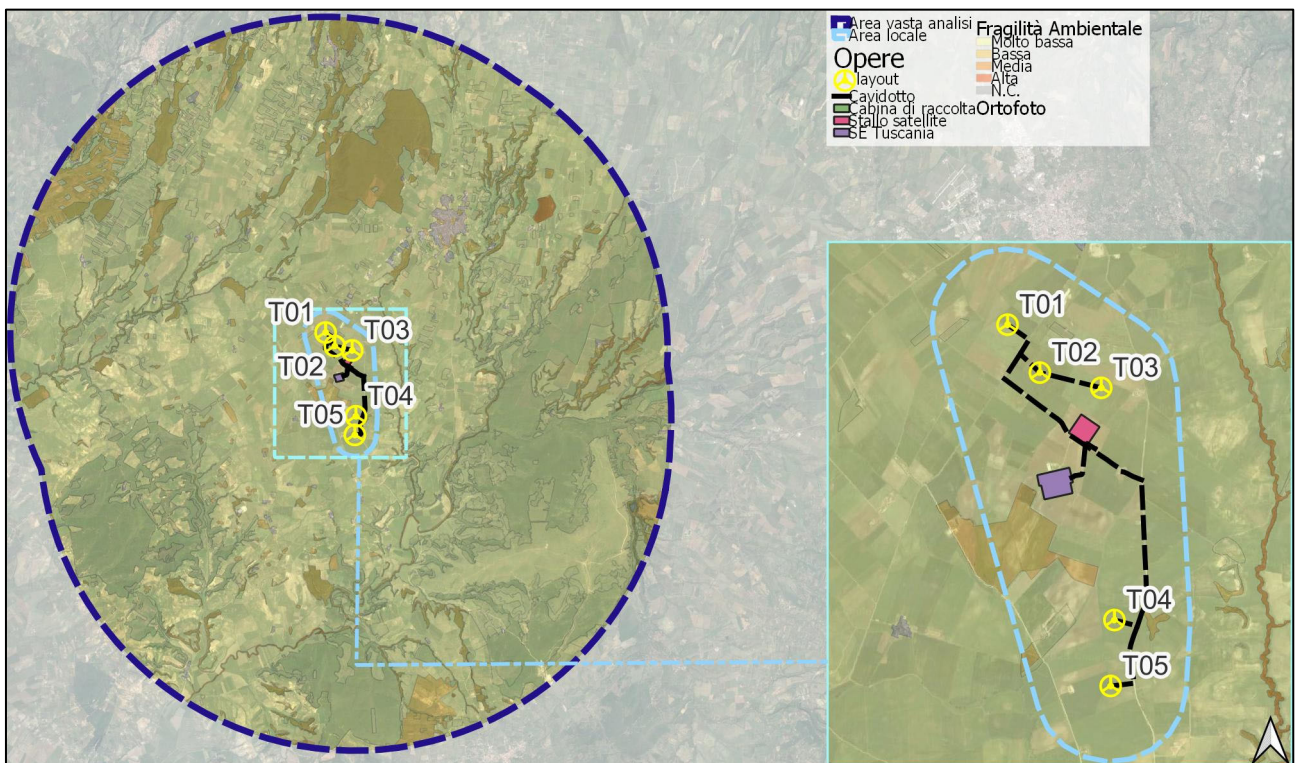 Area vasta analisi
Area locale
Opere
layout
Cavidotto
Cabina di raccolta
Stallo satellite
SE Tuscania
Fragilità Ambientale
Molto bassa
Bassa
Media
Alta
N.C.
Ortofoto
T01
T03
T02
T04
T05
T01
T02
T03
T04
T05